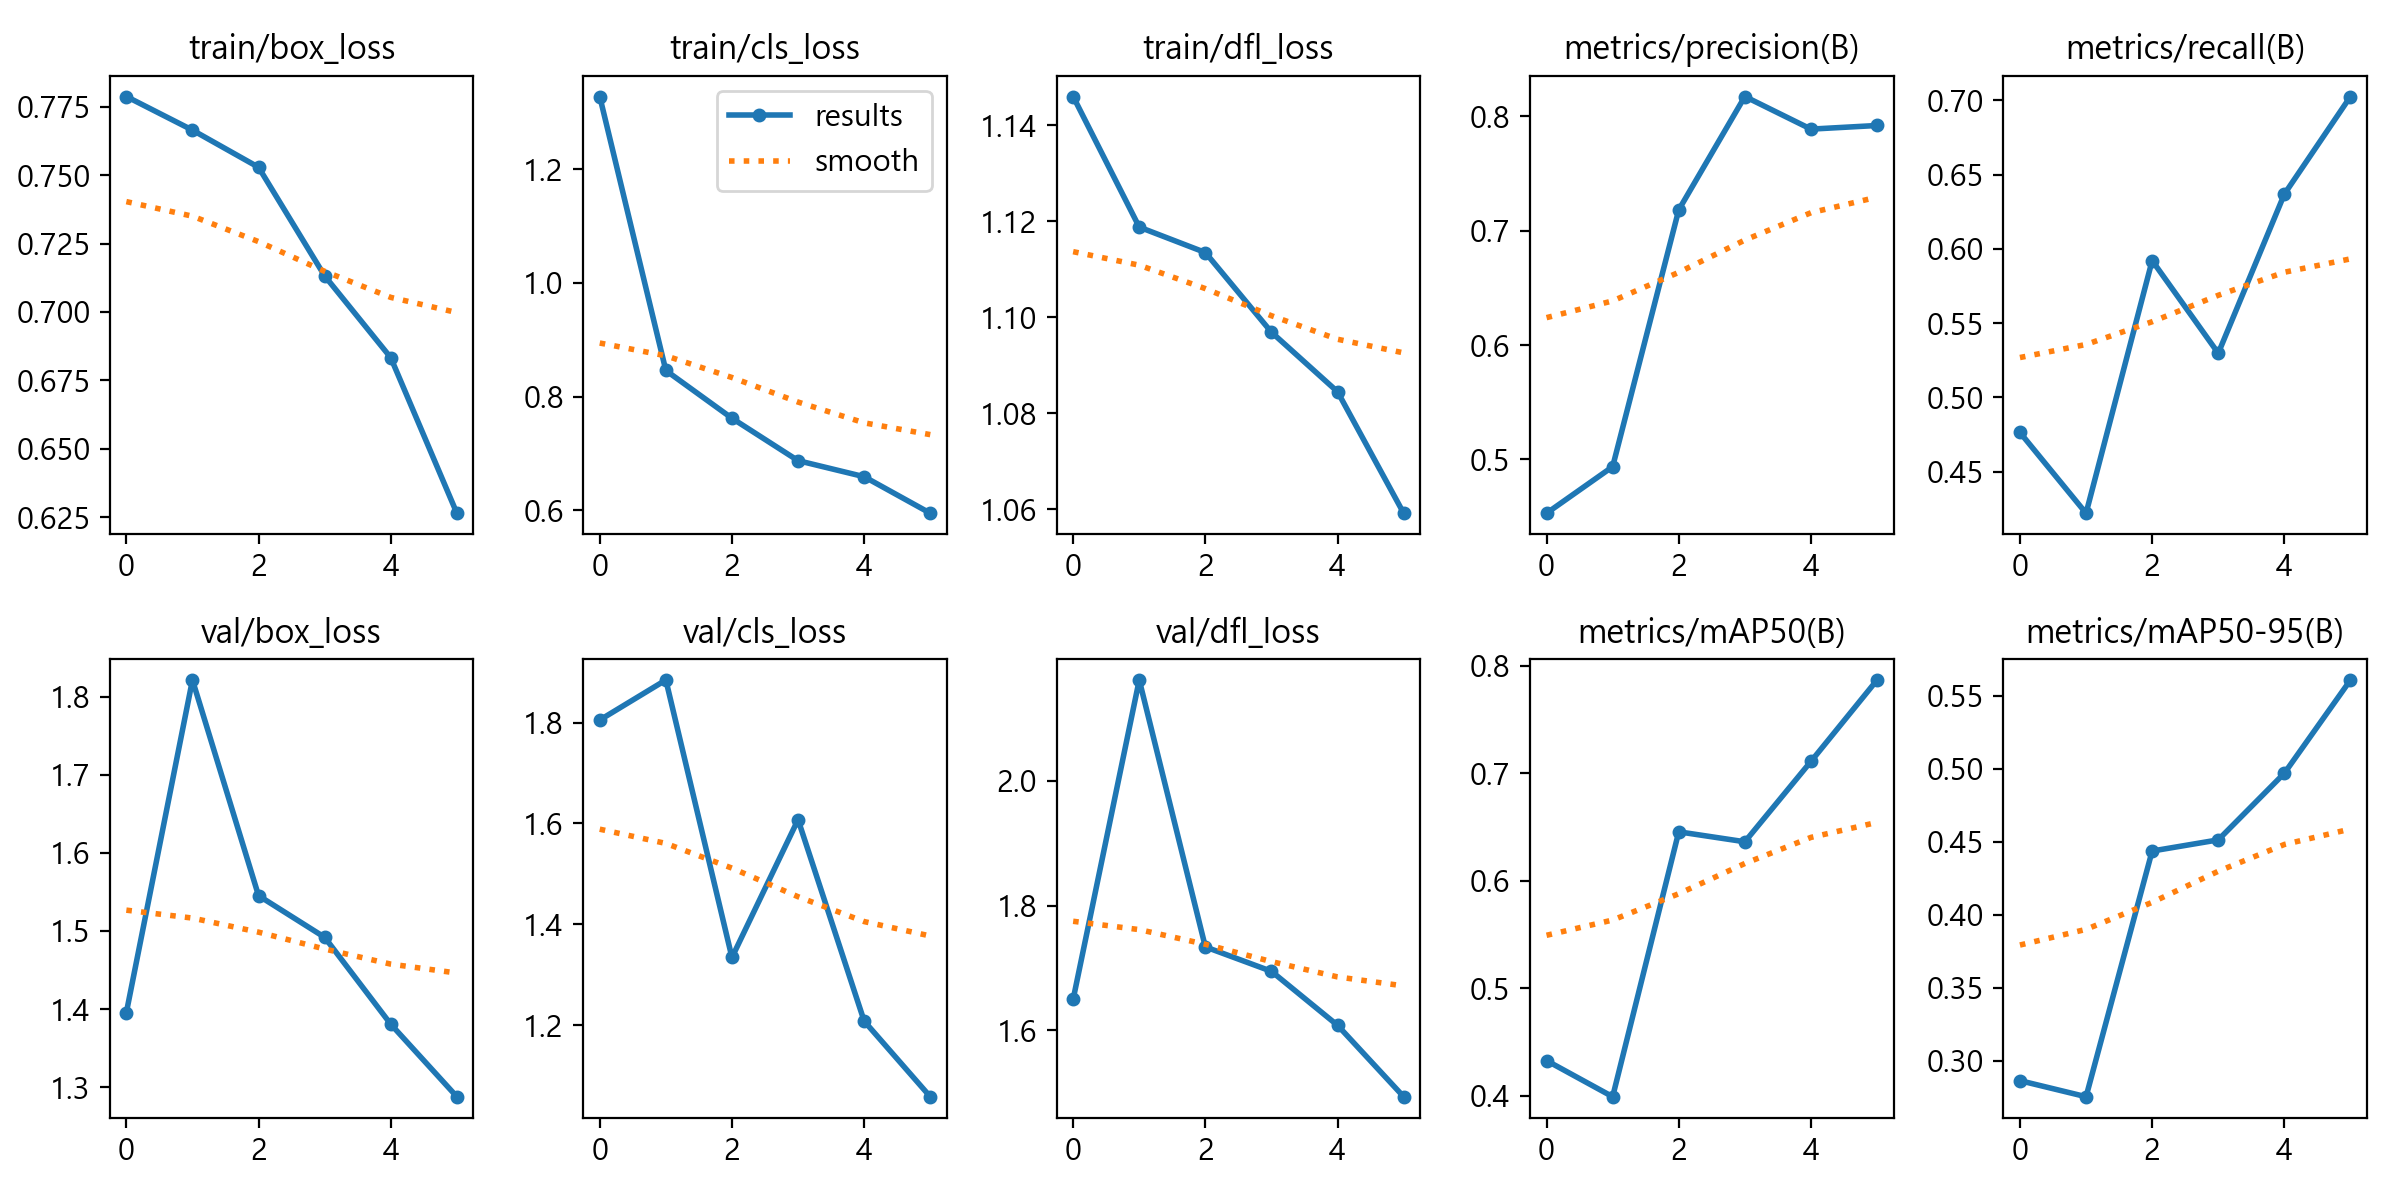 train/box_loss
0.775
0.750
0.725
0.700
0.675
0.650
0.625
0 2 4
train/cls_loss
results
smooth
1.2
1.0
0.8
0.6
0 2 4
train/dfl_loss
1.14
1.12
1.10
1.08
1.06
0 2 4
metrics/precision(B)
0.8
0.7
0.6
0.5
0 2 4
metrics/recall(B)
0.70
0.65
0.60
0.55
0.50
0.45
0 2 4
val/box_loss
1.8
1.7
1.6
1.5
1.4
1.3
0 2 4
val/cls_loss
1.8
1.6
1.4
1.2
0 2 4
val/dfl_loss
2.0
1.8
1.6
0 2 4
metrics/mAP50(B)
0.8
0.7
0.6
0.5
0.4
0 2 4
metrics/mAP50-95(B)
0.55
0.50
0.45
0.40
0.35
0.30
0 2 4